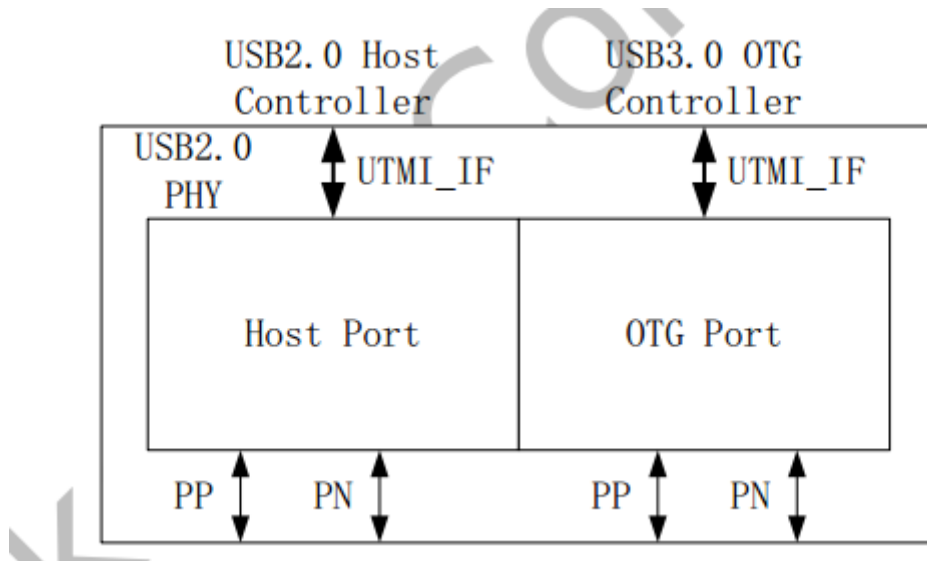 USB2.0 Host
Controller
USB3.0 OTG
Controller
USB2.0
PHY
UTMI_IF
UTMI_IF
Host Port
OTG Port
PP
PN
PP
PN